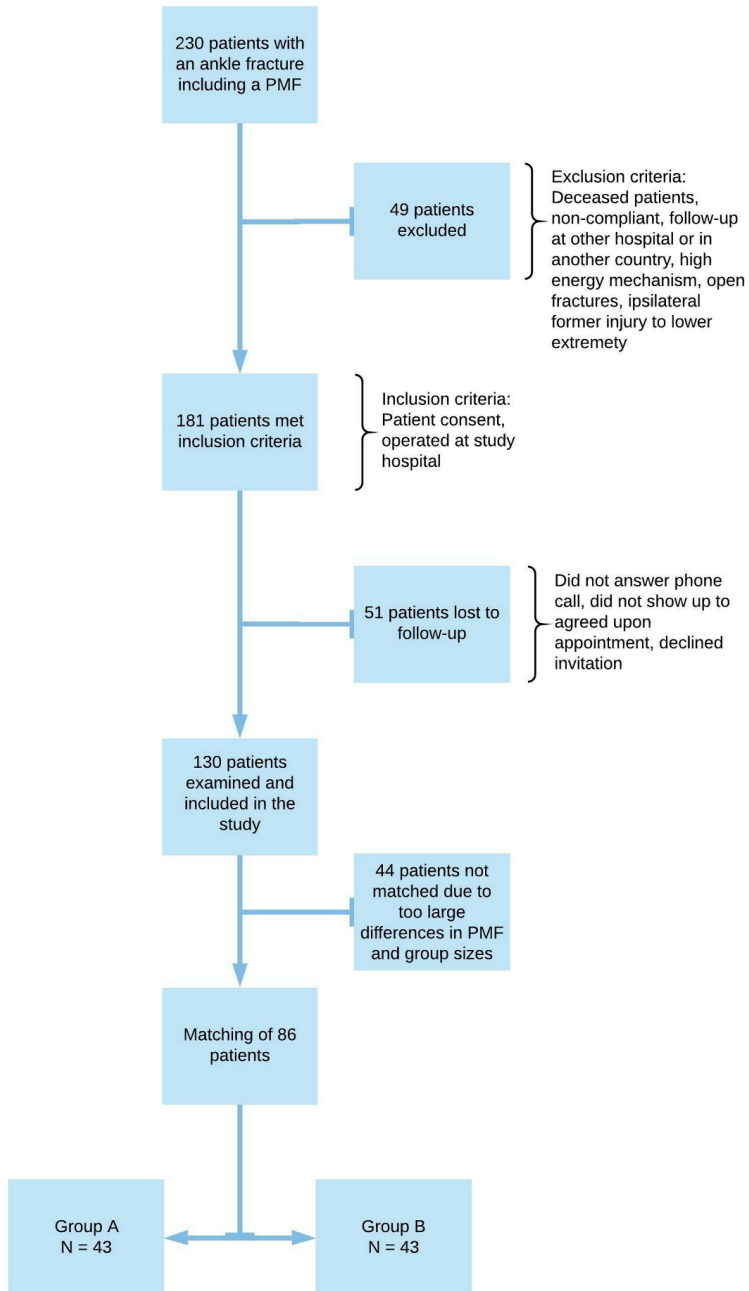 230 patients with
an ankle fracture
including a PMF
49 patients
excluded
Exclusion criteria:
Deceased patients,
non-compliant, follow-up
at other hospital or in
another country, high
energy mechanism, open
fractures, ipsilateral
former injury to lower
extremety
181 patients met
inclusion criteria
Inclusion criteria:
Patient consent,
operated at study
hospital
51 patients lost to
follow-up
Did not answer phone
call, did not show up to
agreed upon
appointment, declined
invitation
130 patients
examined and
included in the
study
44 patients not
matched due to
too large
differences in PMF
and group sizes
Matching of 86
patients
Group A
N = 43
Group B
N = 43